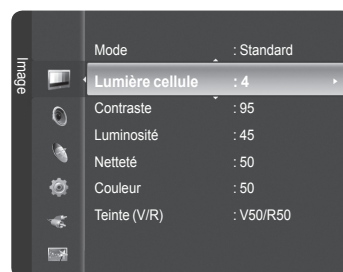 Image
Mode : Standard
Lumière cellule : 4
Contraste : 95
Luminosité : 45
Netteté : 50
Couleur : 50
Teinte (V/R) : V50/R50